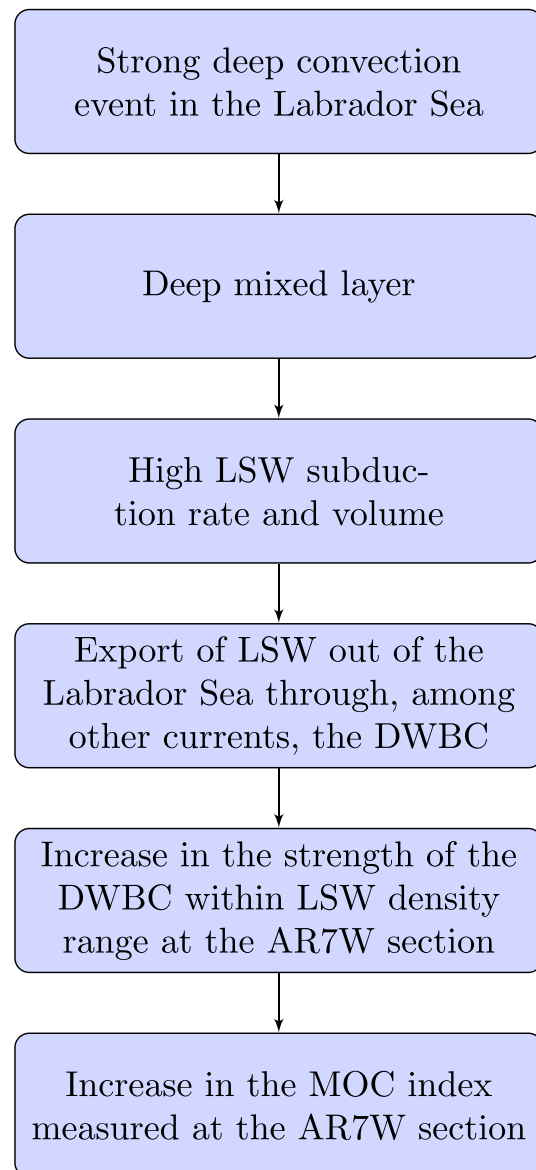 Strong deep convection
event in the Labrador Sea
Deep mixed layer
High LSW subduc-
tion rate and volume
Export of LSW out of the
Labrador Sea through, among
other currents, the DWBC
Increase in the strength of the
DWBC within LSW density
range at the AR7W section
Increase in the MOC index
measured at the AR7W section